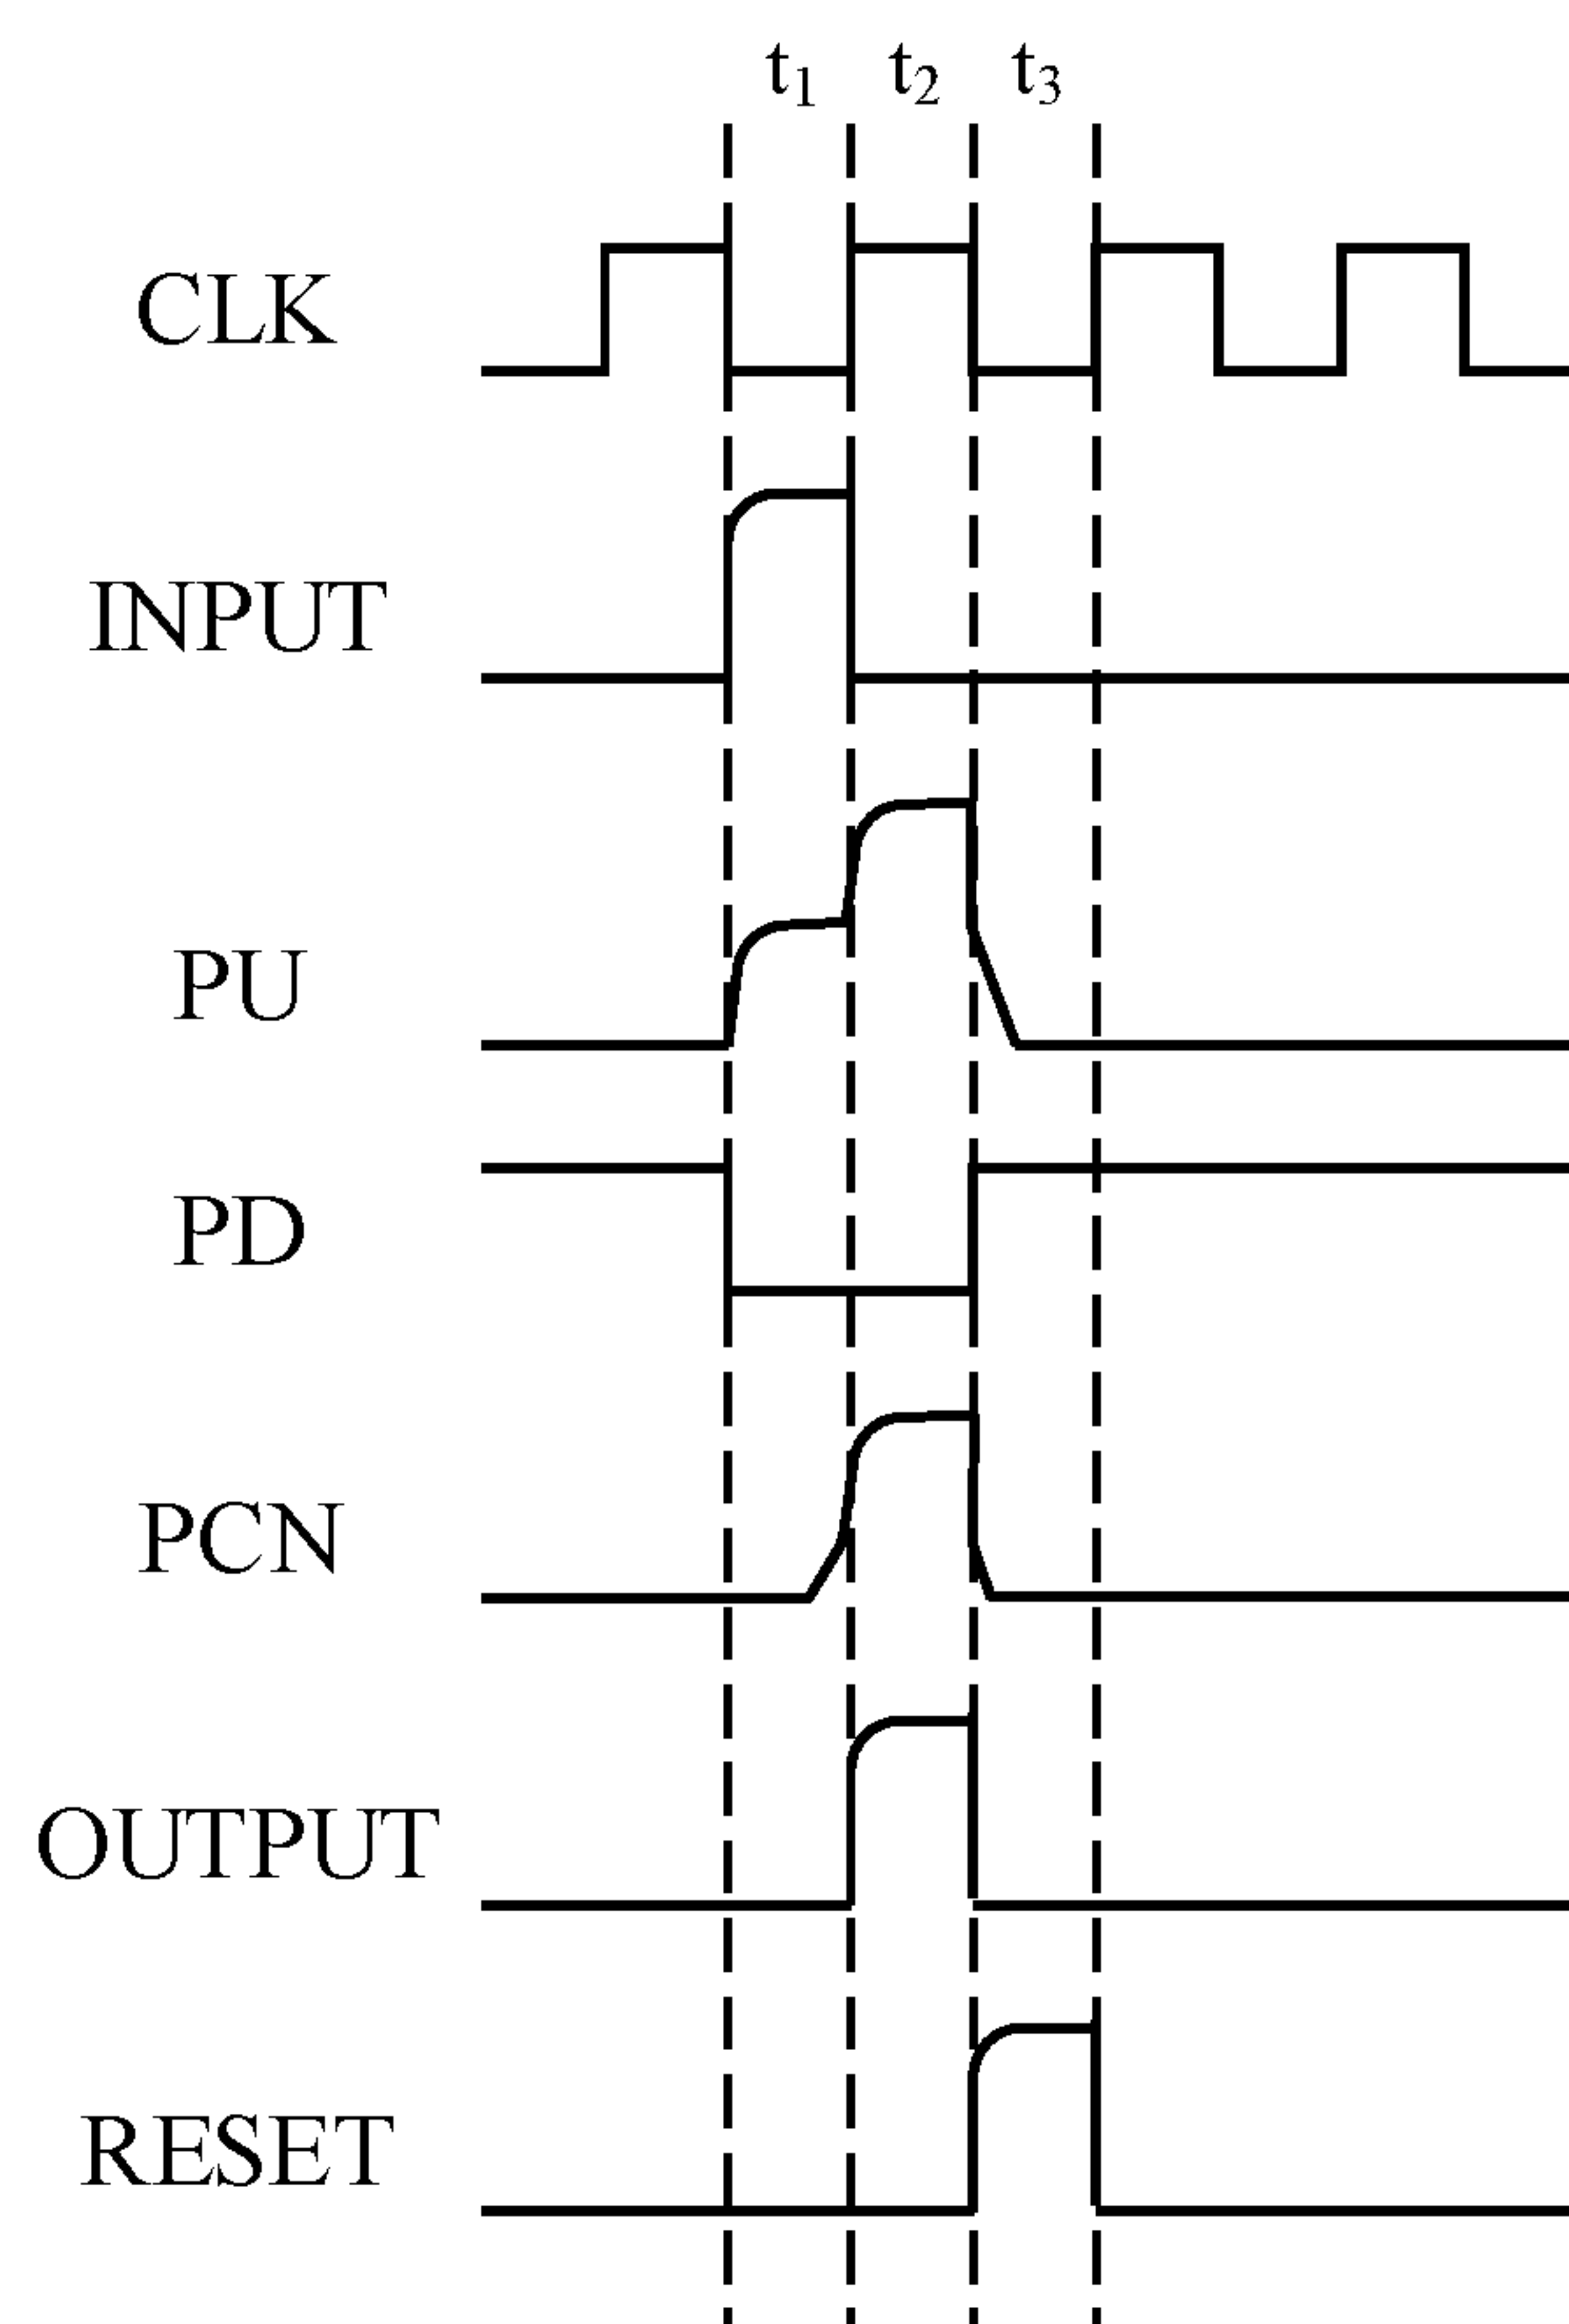 t1 t2 t3
CLK
INPUT
PU
PD
PCN
OUTPUT
RESET